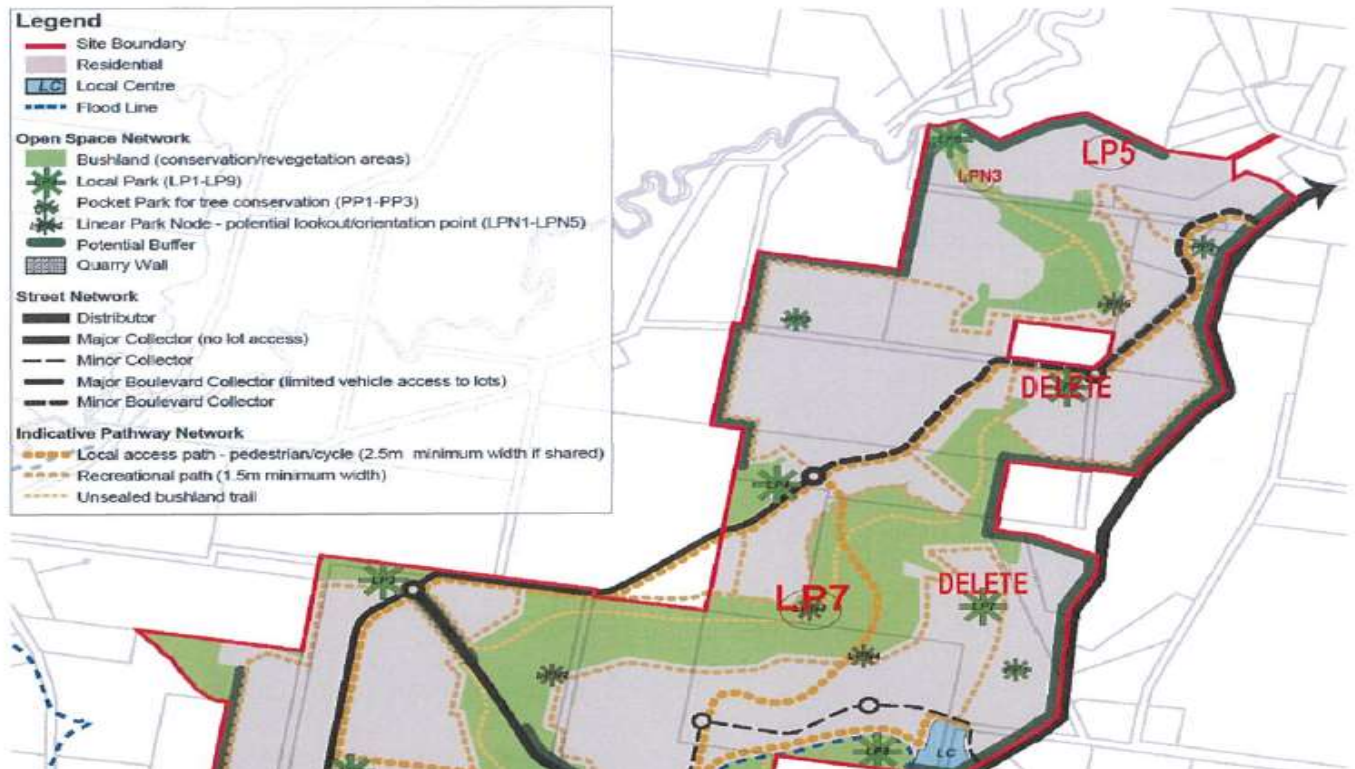 Legend
Site Boundary
Residential
LC Local Centre
Flood Line
Open Space Network
Bushland (conservation/revegetation areas)
Local Park (LP1-LP9)
Pocket Park for tree conservation (PP1-PP3)
Linear Park Node - potential lookout/orientation point (LPN1-LPN5)
Potential Buffer
Quarry Wall
Street Network
Distributor
Major Collector (no lot access)
Minor Collector
Major Boulevard Collector (limited vehicle access to lots)
Minor Boulevard Collector
Indicative Pathway Network
Local access path - pedestrian/cycle (2.5m minimum width if shared)
Recreational path (1.5m minimum width)
Unsealed bushland trail
LP5
LPN3
DELETE
LP4
LP7
DELETE
LP7
LC